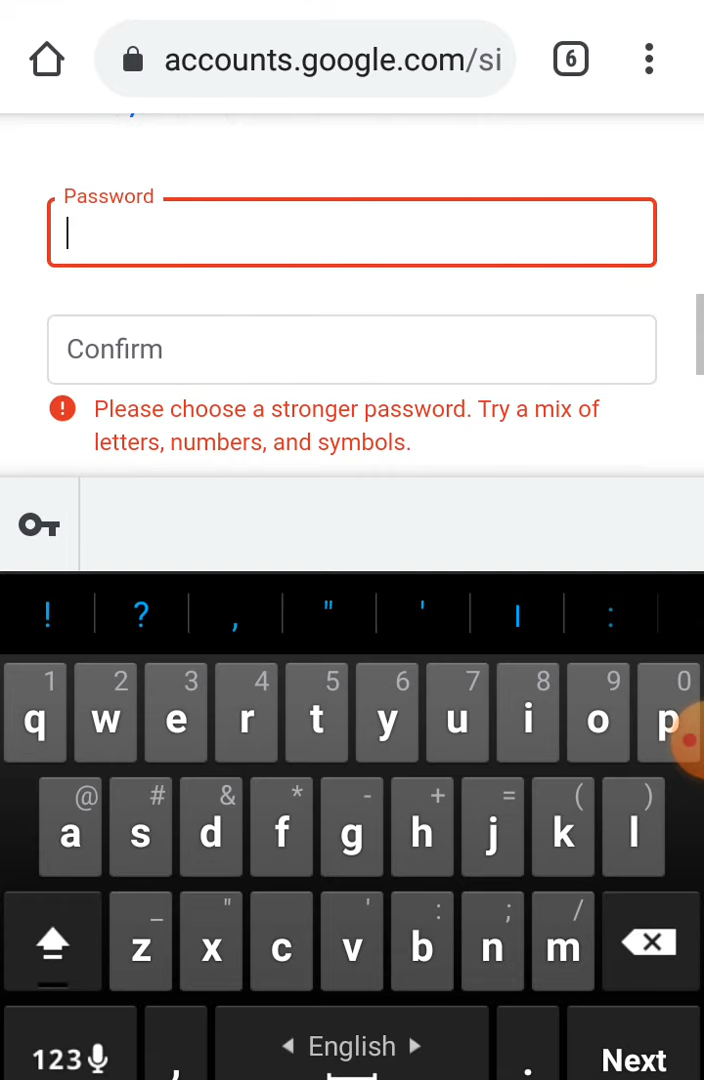 accounts.google.com/si 6
Password
Confirm
! Please choose a stronger password. Try a mix of
letters, numbers, and symbols.
! ? , " ' | :
1 2 3 4 5 6 7 8 9 0
q w e r t y u i o p
@ # & * - + = ( )
a s d f g h j k l
_ " ' : ; /
z x c v b n m
123 , ◄ English ► . Next